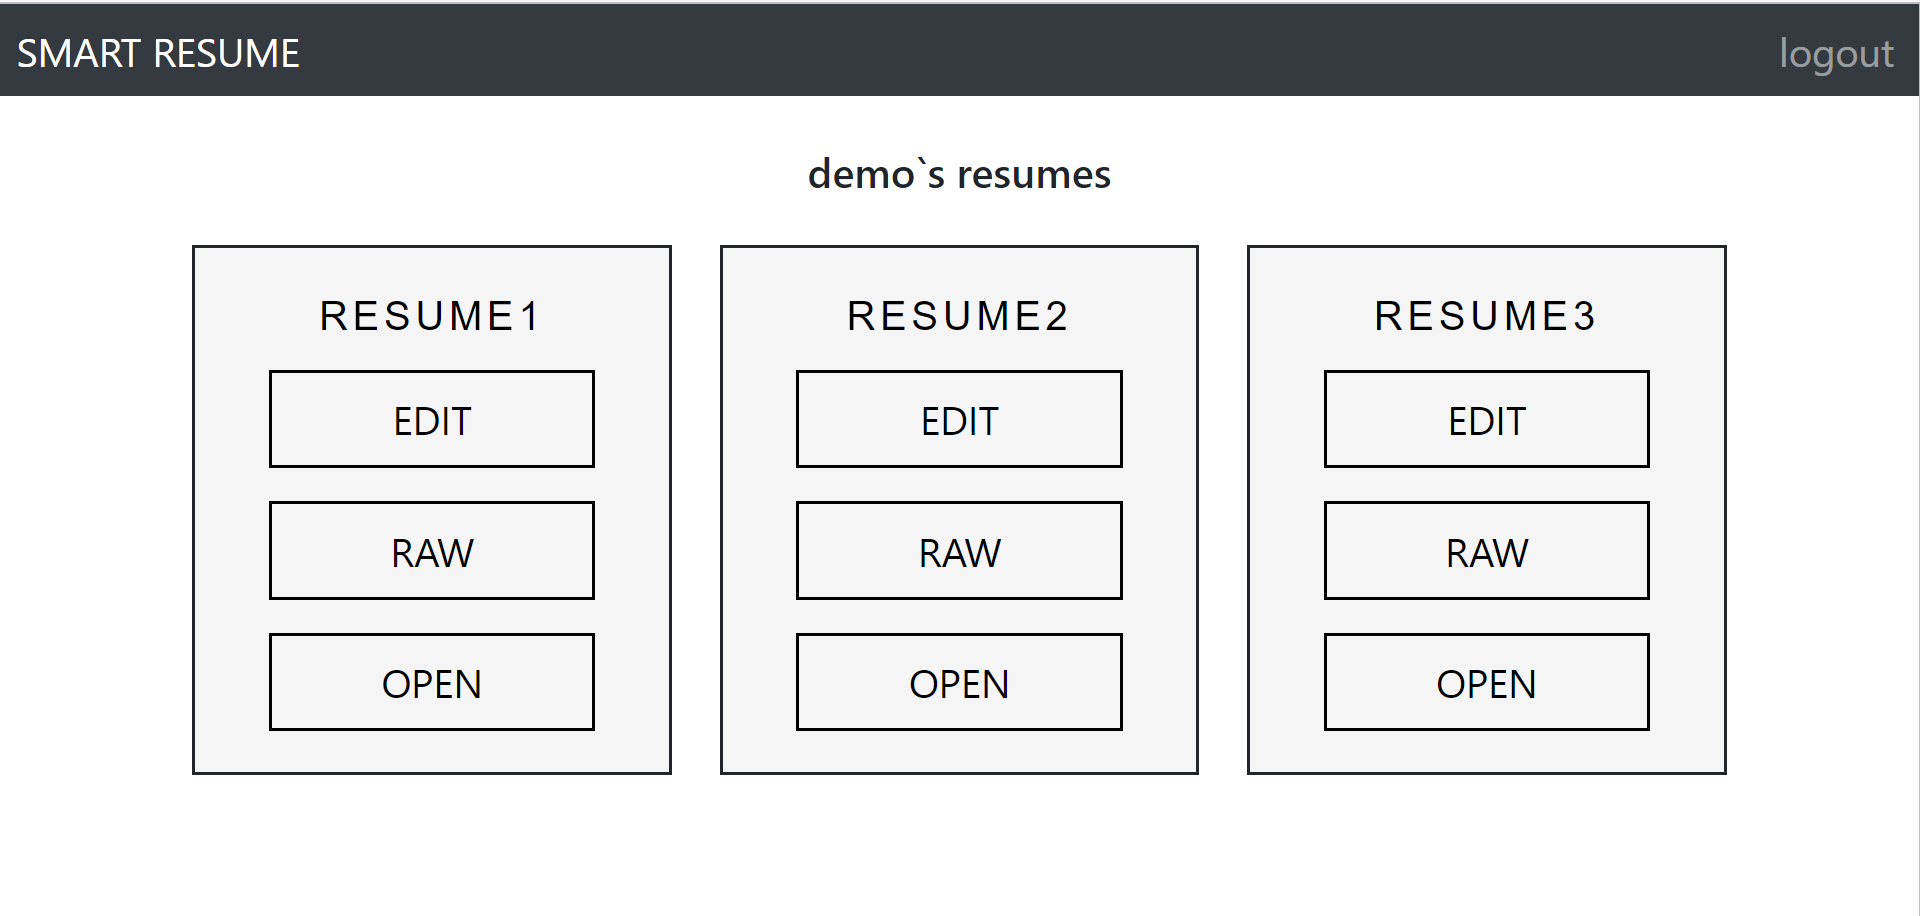 SMART RESUME
logout
demo`s resumes
RESUME1
EDIT
RAW
OPEN
RESUME2
EDIT
RAW
OPEN
RESUME3
EDIT
RAW
OPEN